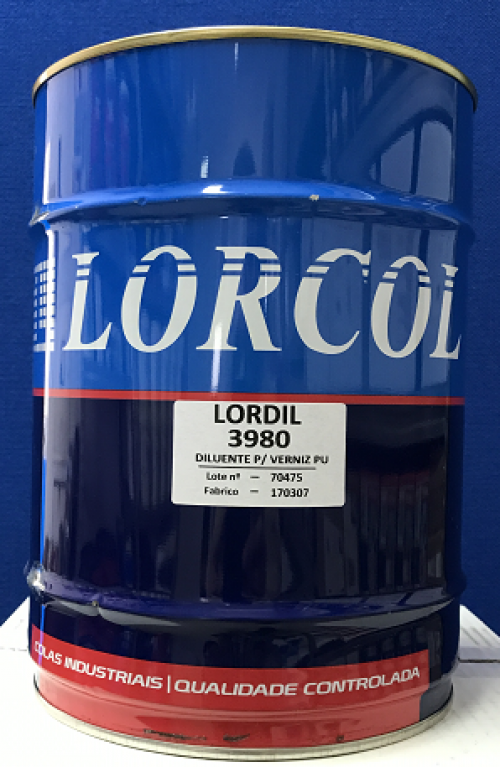 LORCOL
LORDIL
3980
DILUENTE P/ VERNIZ PU
Lote nº — 70475
Fabrico — 170307
COLAS INDUSTRIAIS | QUALIDADE CONTROLADA